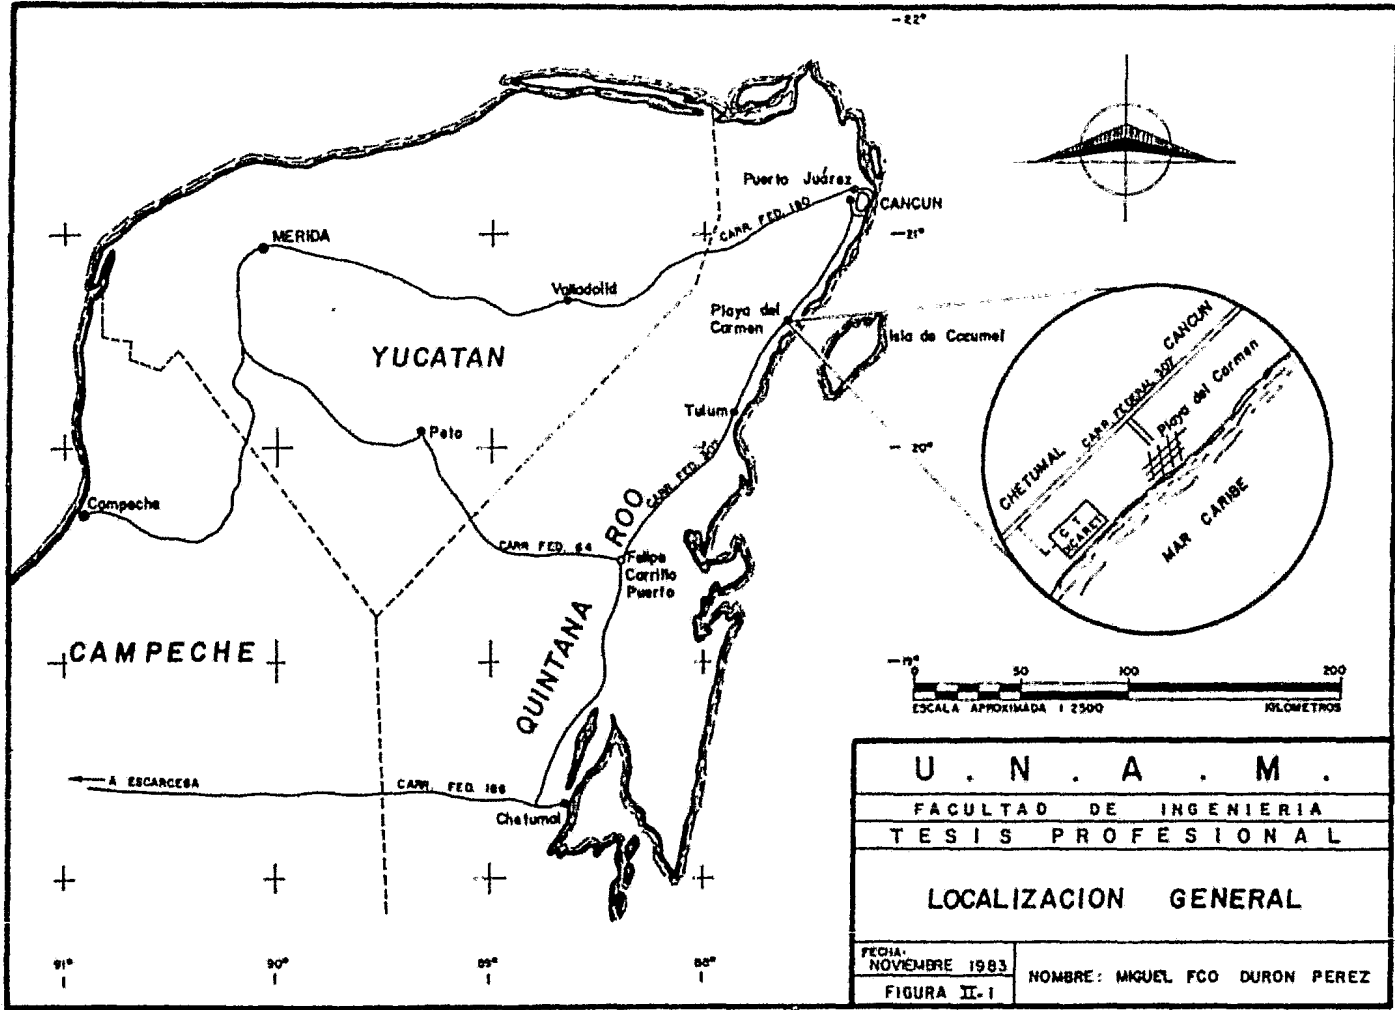 22°
Puerto Juárez
CANCUN
CARR. FED. 180
21°
MERIDA
Valladolid
Playa del
Carmen
Isla de Cozumel
YUCATAN
Tulum
Peto
20°
CARR. FED. 307
Campeche
CARR. FED. 64
Felipe
Carrillo
Puerto
QUINTANA ROO
CAMPECHE
CHETUMAL CARR. FEDERAL 307 CANCUN
Playa del Carmen
C T
MAR CARIBE
19°
0 50 100 200
ESCALA APROXIMADA 1:2500 KILOMETROS
A ESCARCESA
CARR. FED. 186
Chetumal
91° 90° 89° 88°
U . N . A . M .
FACULTAD DE INGENIERIA
TESIS PROFESIONAL
LOCALIZACION GENERAL
FECHA:
NOVIEMBRE 1983
FIGURA II-1
NOMBRE: MIGUEL FCO DURON PEREZ